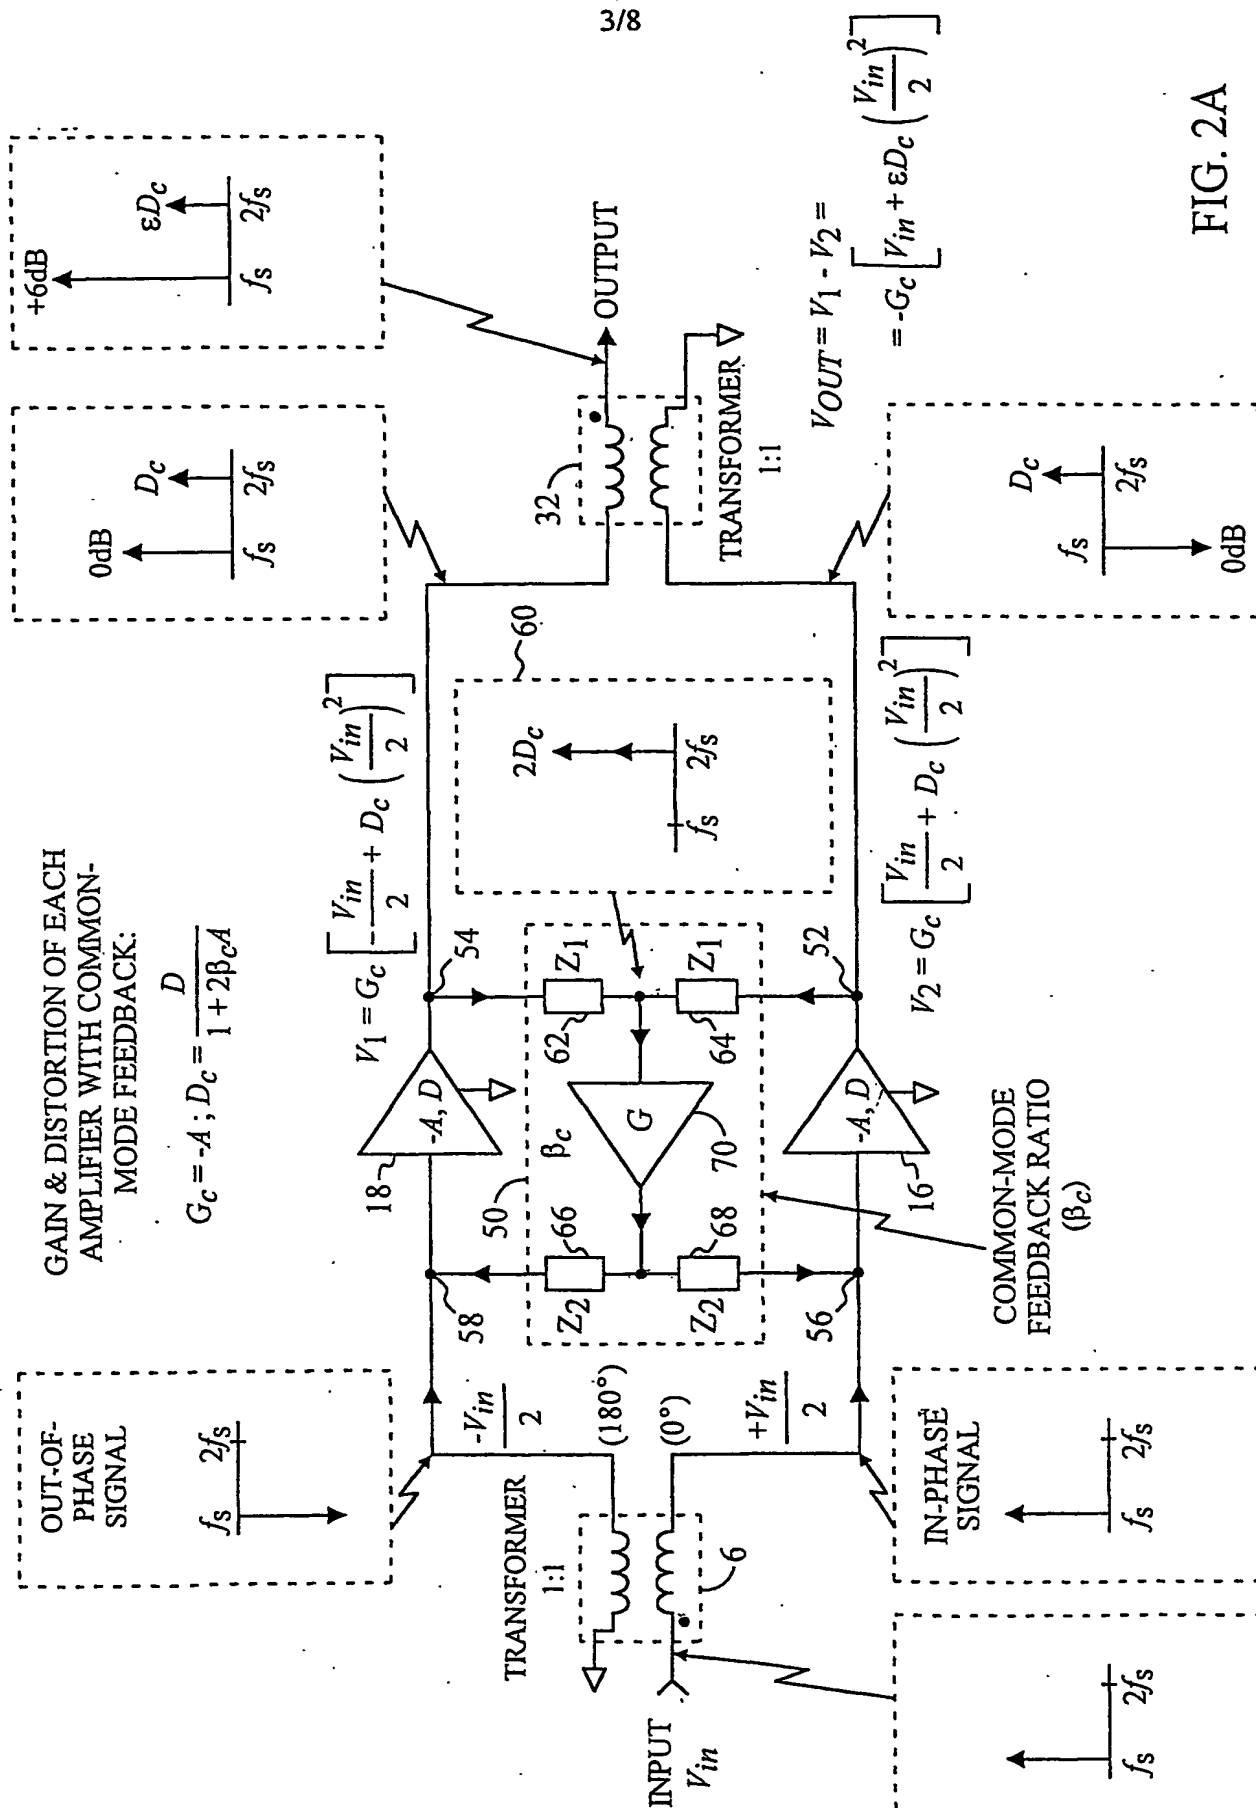 3/8
GAIN & DISTORTION OF EACH
AMPLIFIER WITH COMMON-
MODE FEEDBACK:
G_c = -A ; D_c = D / (1 + 2β_cA)
OUT-OF-
PHASE
SIGNAL
f_s 2f_s
TRANSFORMER
1:1
-V_in / 2
(180°)
(0°)
+V_in / 2
6
INPUT
V_in
f_s 2f_s
IN-PHASE
SIGNAL
f_s 2f_s
58
56
18
-A, D
16
-A, D
50
β_c
66
Z_2
68
Z_2
G
70
62
Z_1
64
Z_1
54
52
COMMON-MODE
FEEDBACK RATIO
(β_c)
V_1 = G_c [-V_in/2 + D_c (V_in/2)^2]
60
2D_c
f_s 2f_s
V_2 = G_c [V_in/2 + D_c (V_in/2)^2]
0dB
D_c
f_s 2f_s
D_c
f_s 2f_s
0dB
32
TRANSFORMER
1:1
OUTPUT
+6dB
εD_c
f_s 2f_s
V_OUT = V_1 - V_2 =
= -G_c [V_in + εD_c (V_in/2)^2]
FIG. 2A